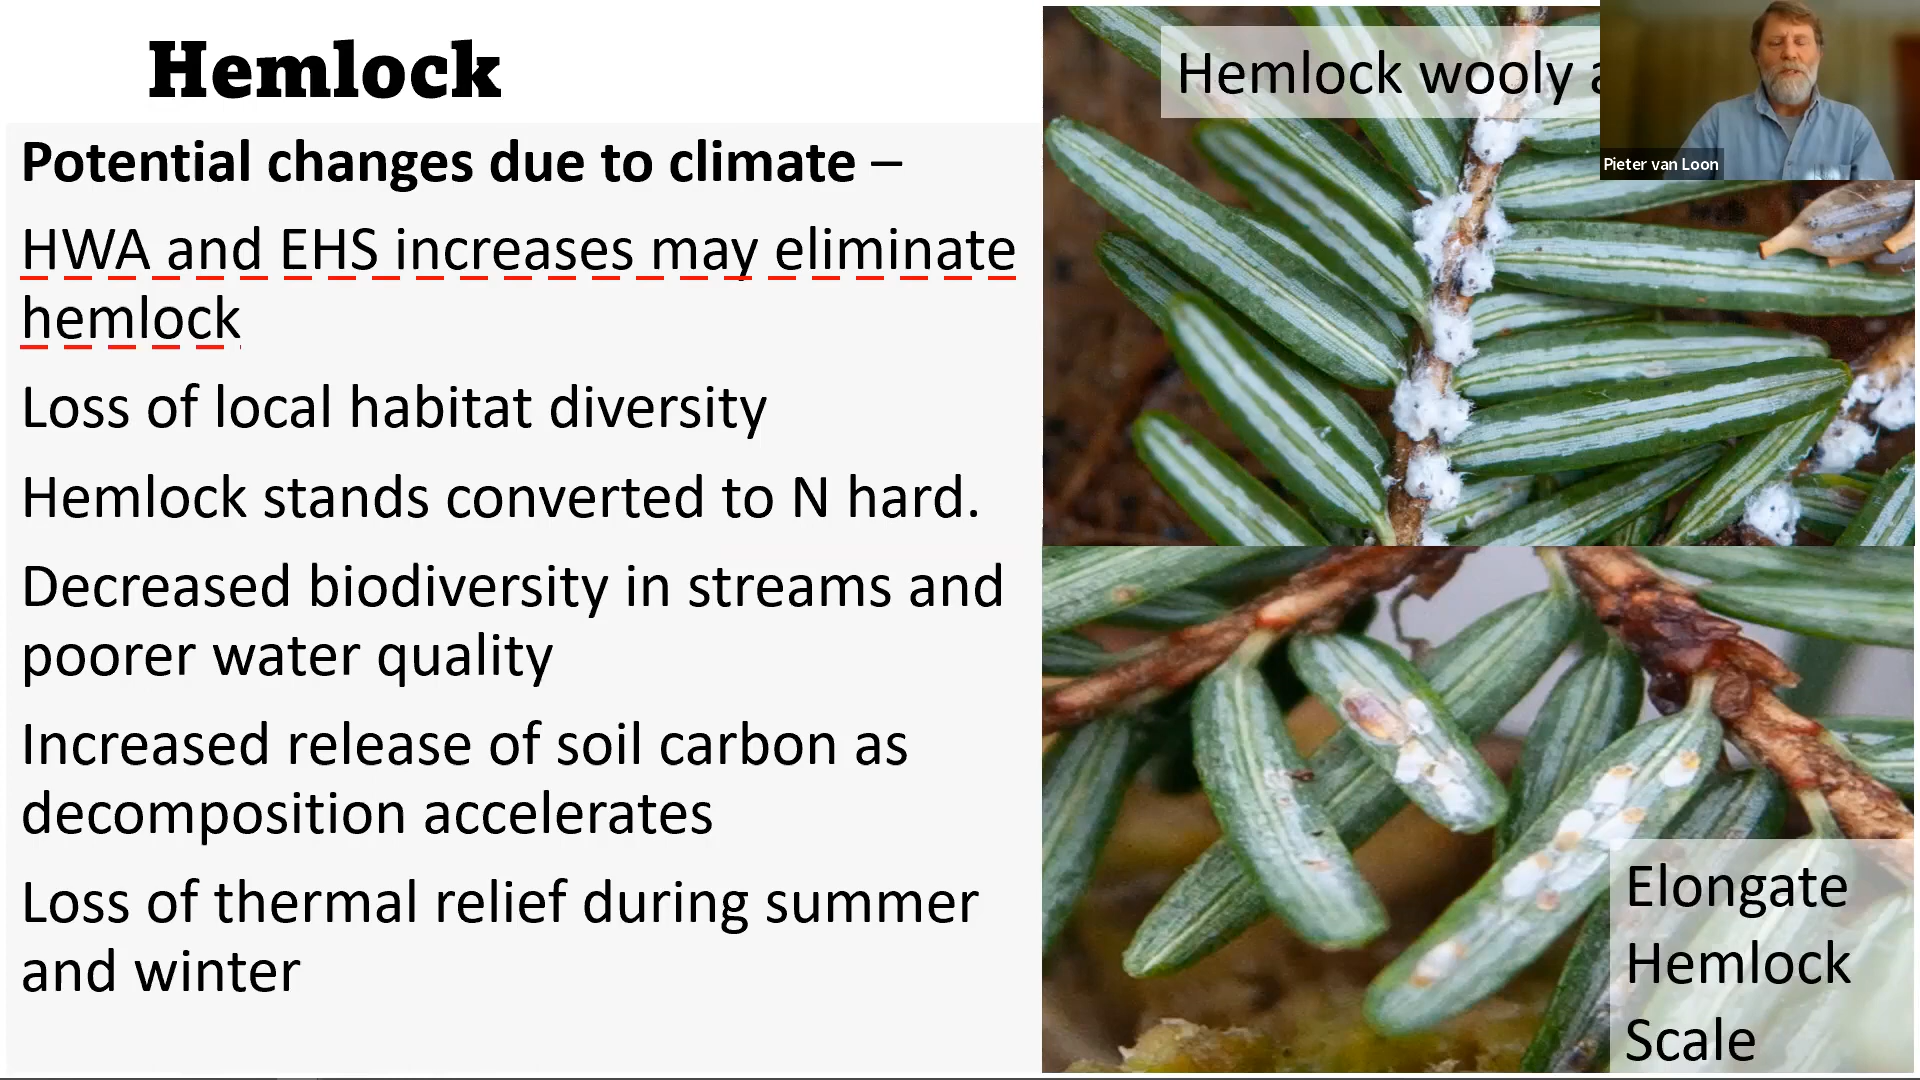 Hemlock
Potential changes due to climate –
HWA and EHS increases may eliminate
hemlock
Loss of local habitat diversity
Hemlock stands converted to N hard.
Decreased biodiversity in streams and
poorer water quality
Increased release of soil carbon as
decomposition accelerates
Loss of thermal relief during summer
and winter
Hemlock wooly
Pieter van Loon
Elongate
Hemlock
Scale